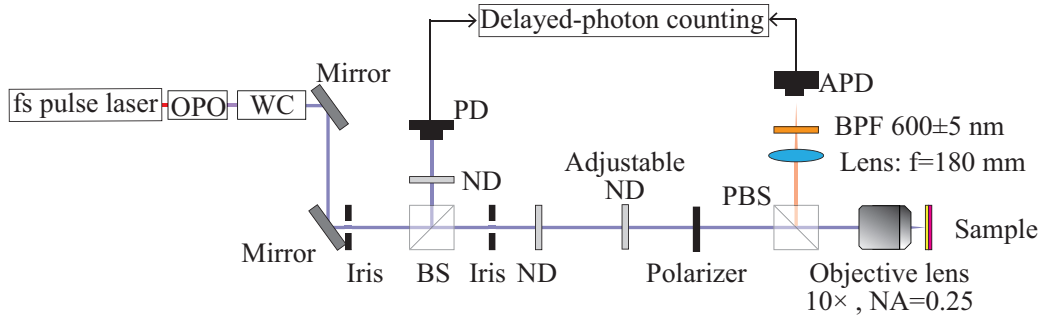 Delayed-photon counting
Mirror
fs pulse laser
OPO
WC
PD
APD
BPF 600±5 nm
Lens: f=180 mm
ND
Adjustable
ND
PBS
Sample
Mirror
Iris
BS
Iris
ND
Polarizer
Objective lens
10× , NA=0.25